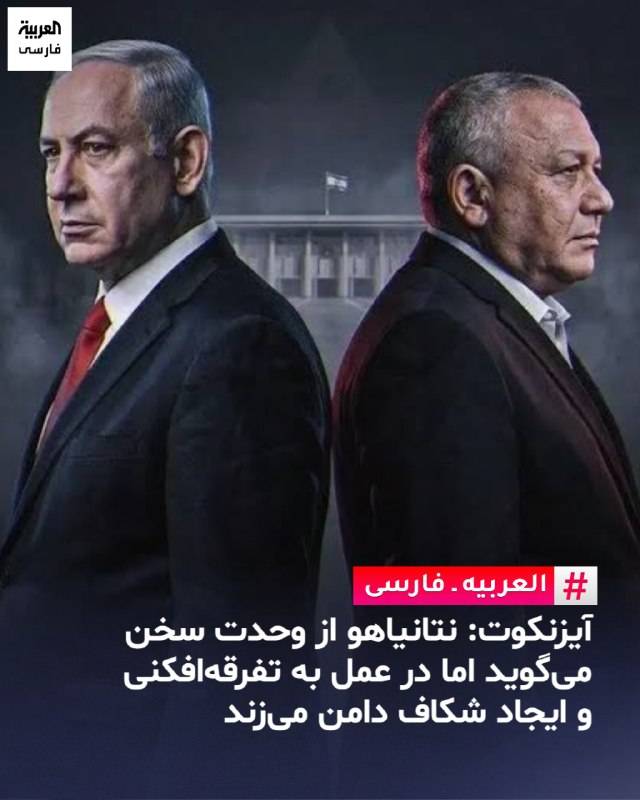 العربية
فارسی
# العربیه ـ فارسی
آیزنکوت: نتانیاهو از وحدت سخن
می‌گوید اما در عمل به تفرقه‌افکنی
و ایجاد شکاف دامن می‌زند